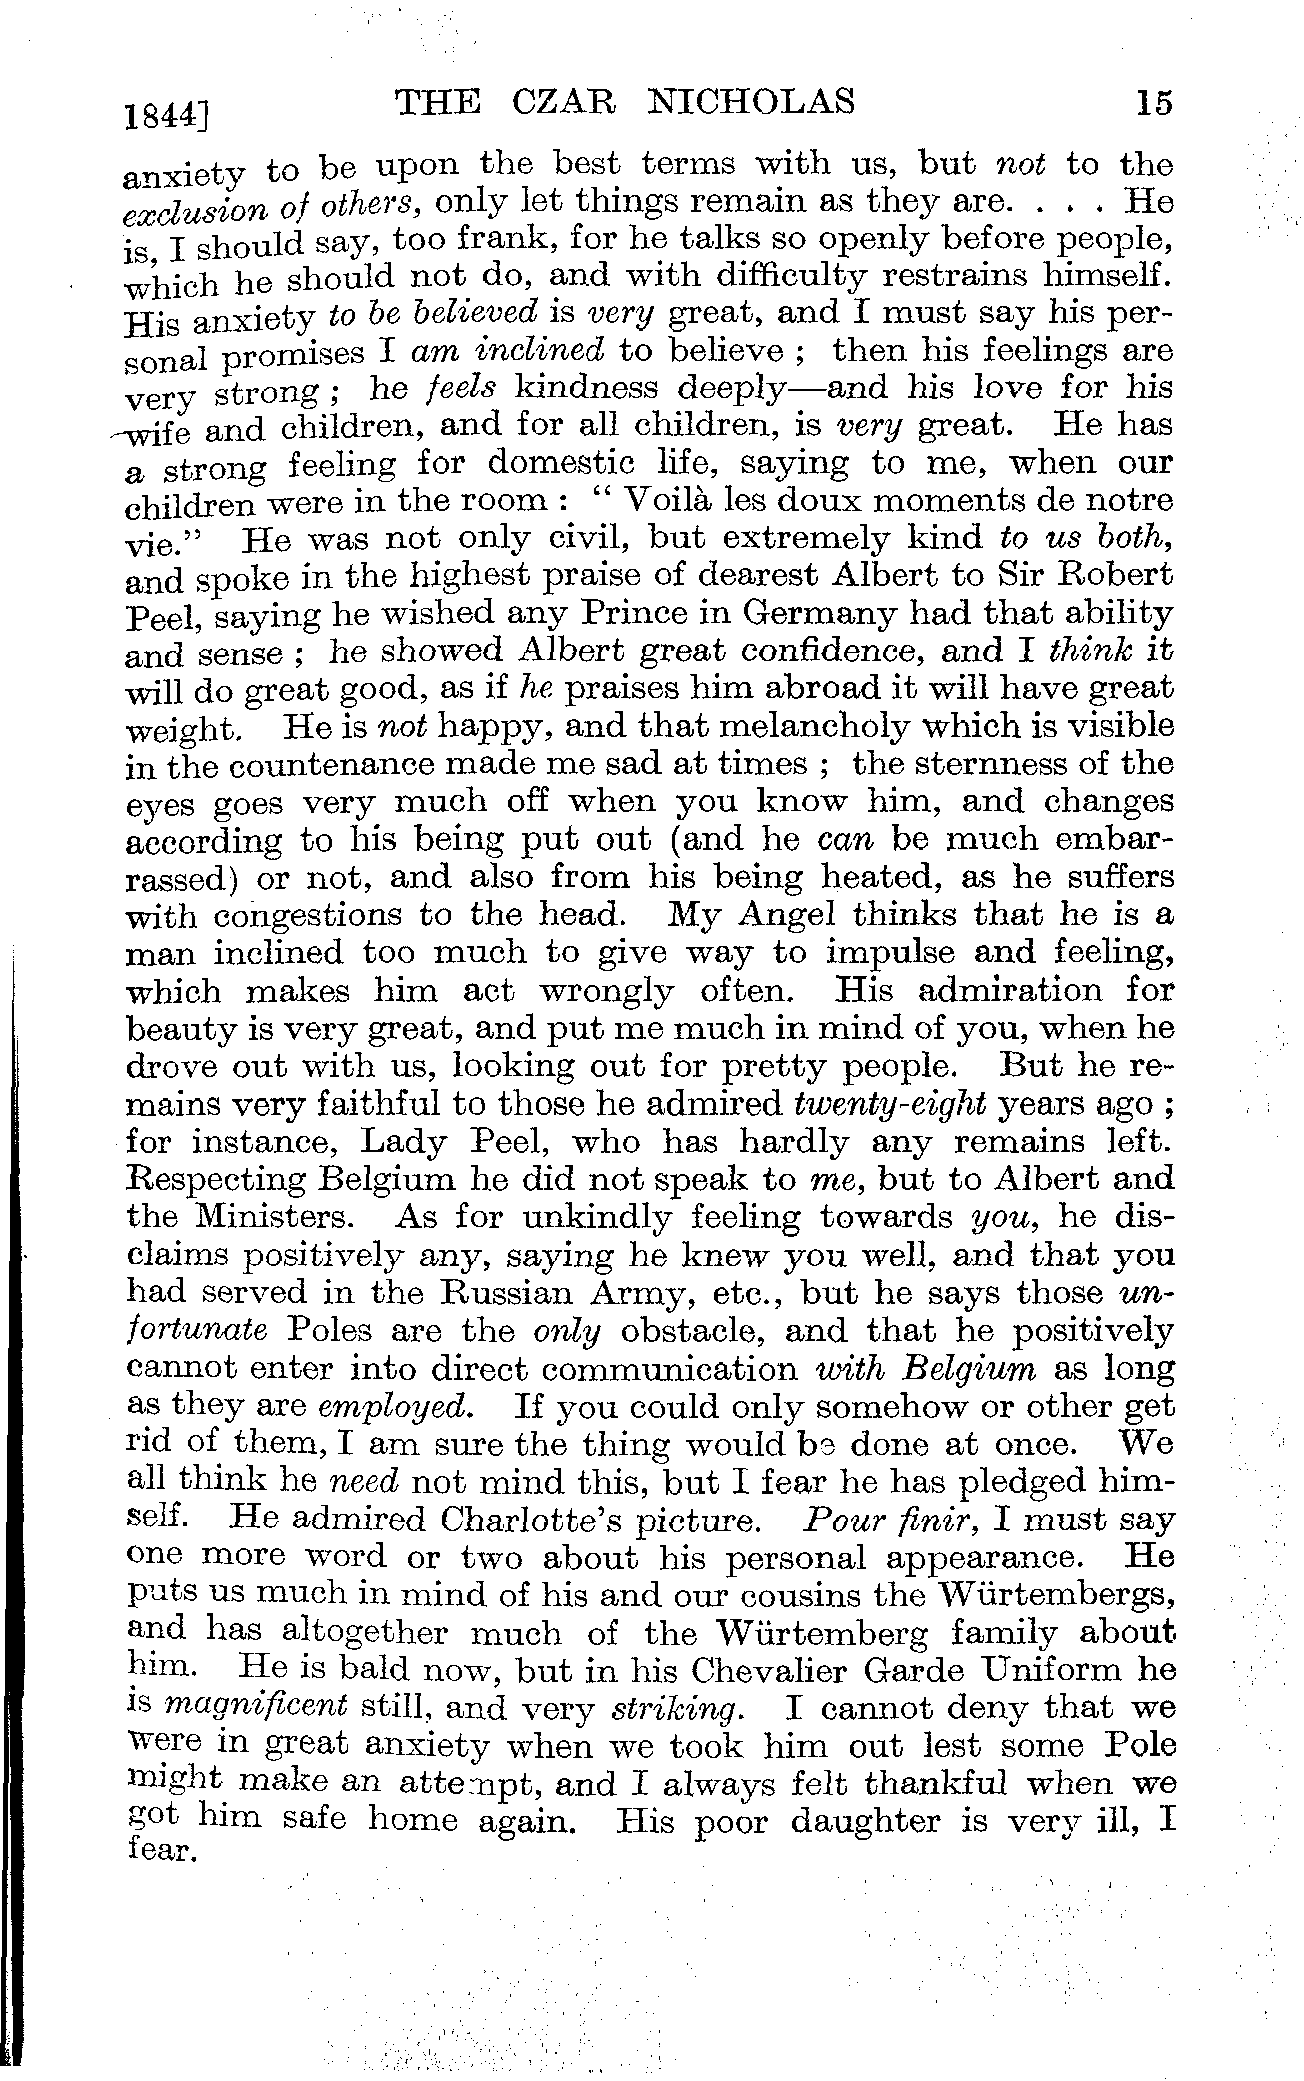 1844] THE CZAR NICHOLAS 15
anxiety to be upon the best terms with us, but not to the
exclusion of others, only let things remain as they are. . . . He
is, I should say, too frank, for he talks so openly before people,
which he should not do, and with difficulty restrains himself.
His anxiety to be believed is very great, and I must say his per-
sonal promises I am inclined to believe ; then his feelings are
very strong ; he feels kindness deeply—and his love for his
wife and children, and for all children, is very great. He has
a strong feeling for domestic life, saying to me, when our
children were in the room : “ Voilà les doux moments de notre
vie.” He was not only civil, but extremely kind to us both,
and spoke in the highest praise of dearest Albert to Sir Robert
Peel, saying he wished any Prince in Germany had that ability
and sense ; he showed Albert great confidence, and I think it
will do great good, as if he praises him abroad it will have great
weight. He is not happy, and that melancholy which is visible
in the countenance made me sad at times ; the sternness of the
eyes goes very much off when you know him, and changes
according to his being put out (and he can be much embar-
rassed) or not, and also from his being heated, as he suffers
with congestions to the head. My Angel thinks that he is a
man inclined too much to give way to impulse and feeling,
which makes him act wrongly often. His admiration for
beauty is very great, and put me much in mind of you, when he
drove out with us, looking out for pretty people. But he re-
mains very faithful to those he admired twenty-eight years ago ;
for instance, Lady Peel, who has hardly any remains left.
Respecting Belgium he did not speak to me, but to Albert and
the Ministers. As for unkindly feeling towards you, he dis-
claims positively any, saying he knew you well, and that you
had served in the Russian Army, etc., but he says those un-
fortunate Poles are the only obstacle, and that he positively
cannot enter into direct communication with Belgium as long
as they are employed. If you could only somehow or other get
rid of them, I am sure the thing would be done at once. We
all think he need not mind this, but I fear he has pledged him-
self. He admired Charlotte’s picture. Pour finir, I must say
one more word or two about his personal appearance. He
puts us much in mind of his and our cousins the Würtembergs,
and has altogether much of the Würtemberg family about
him. He is bald now, but in his Chevalier Garde Uniform he
is magnificent still, and very striking. I cannot deny that we
were in great anxiety when we took him out lest some Pole
might make an attempt, and I always felt thankful when we
got him safe home again. His poor daughter is very ill, I
fear.